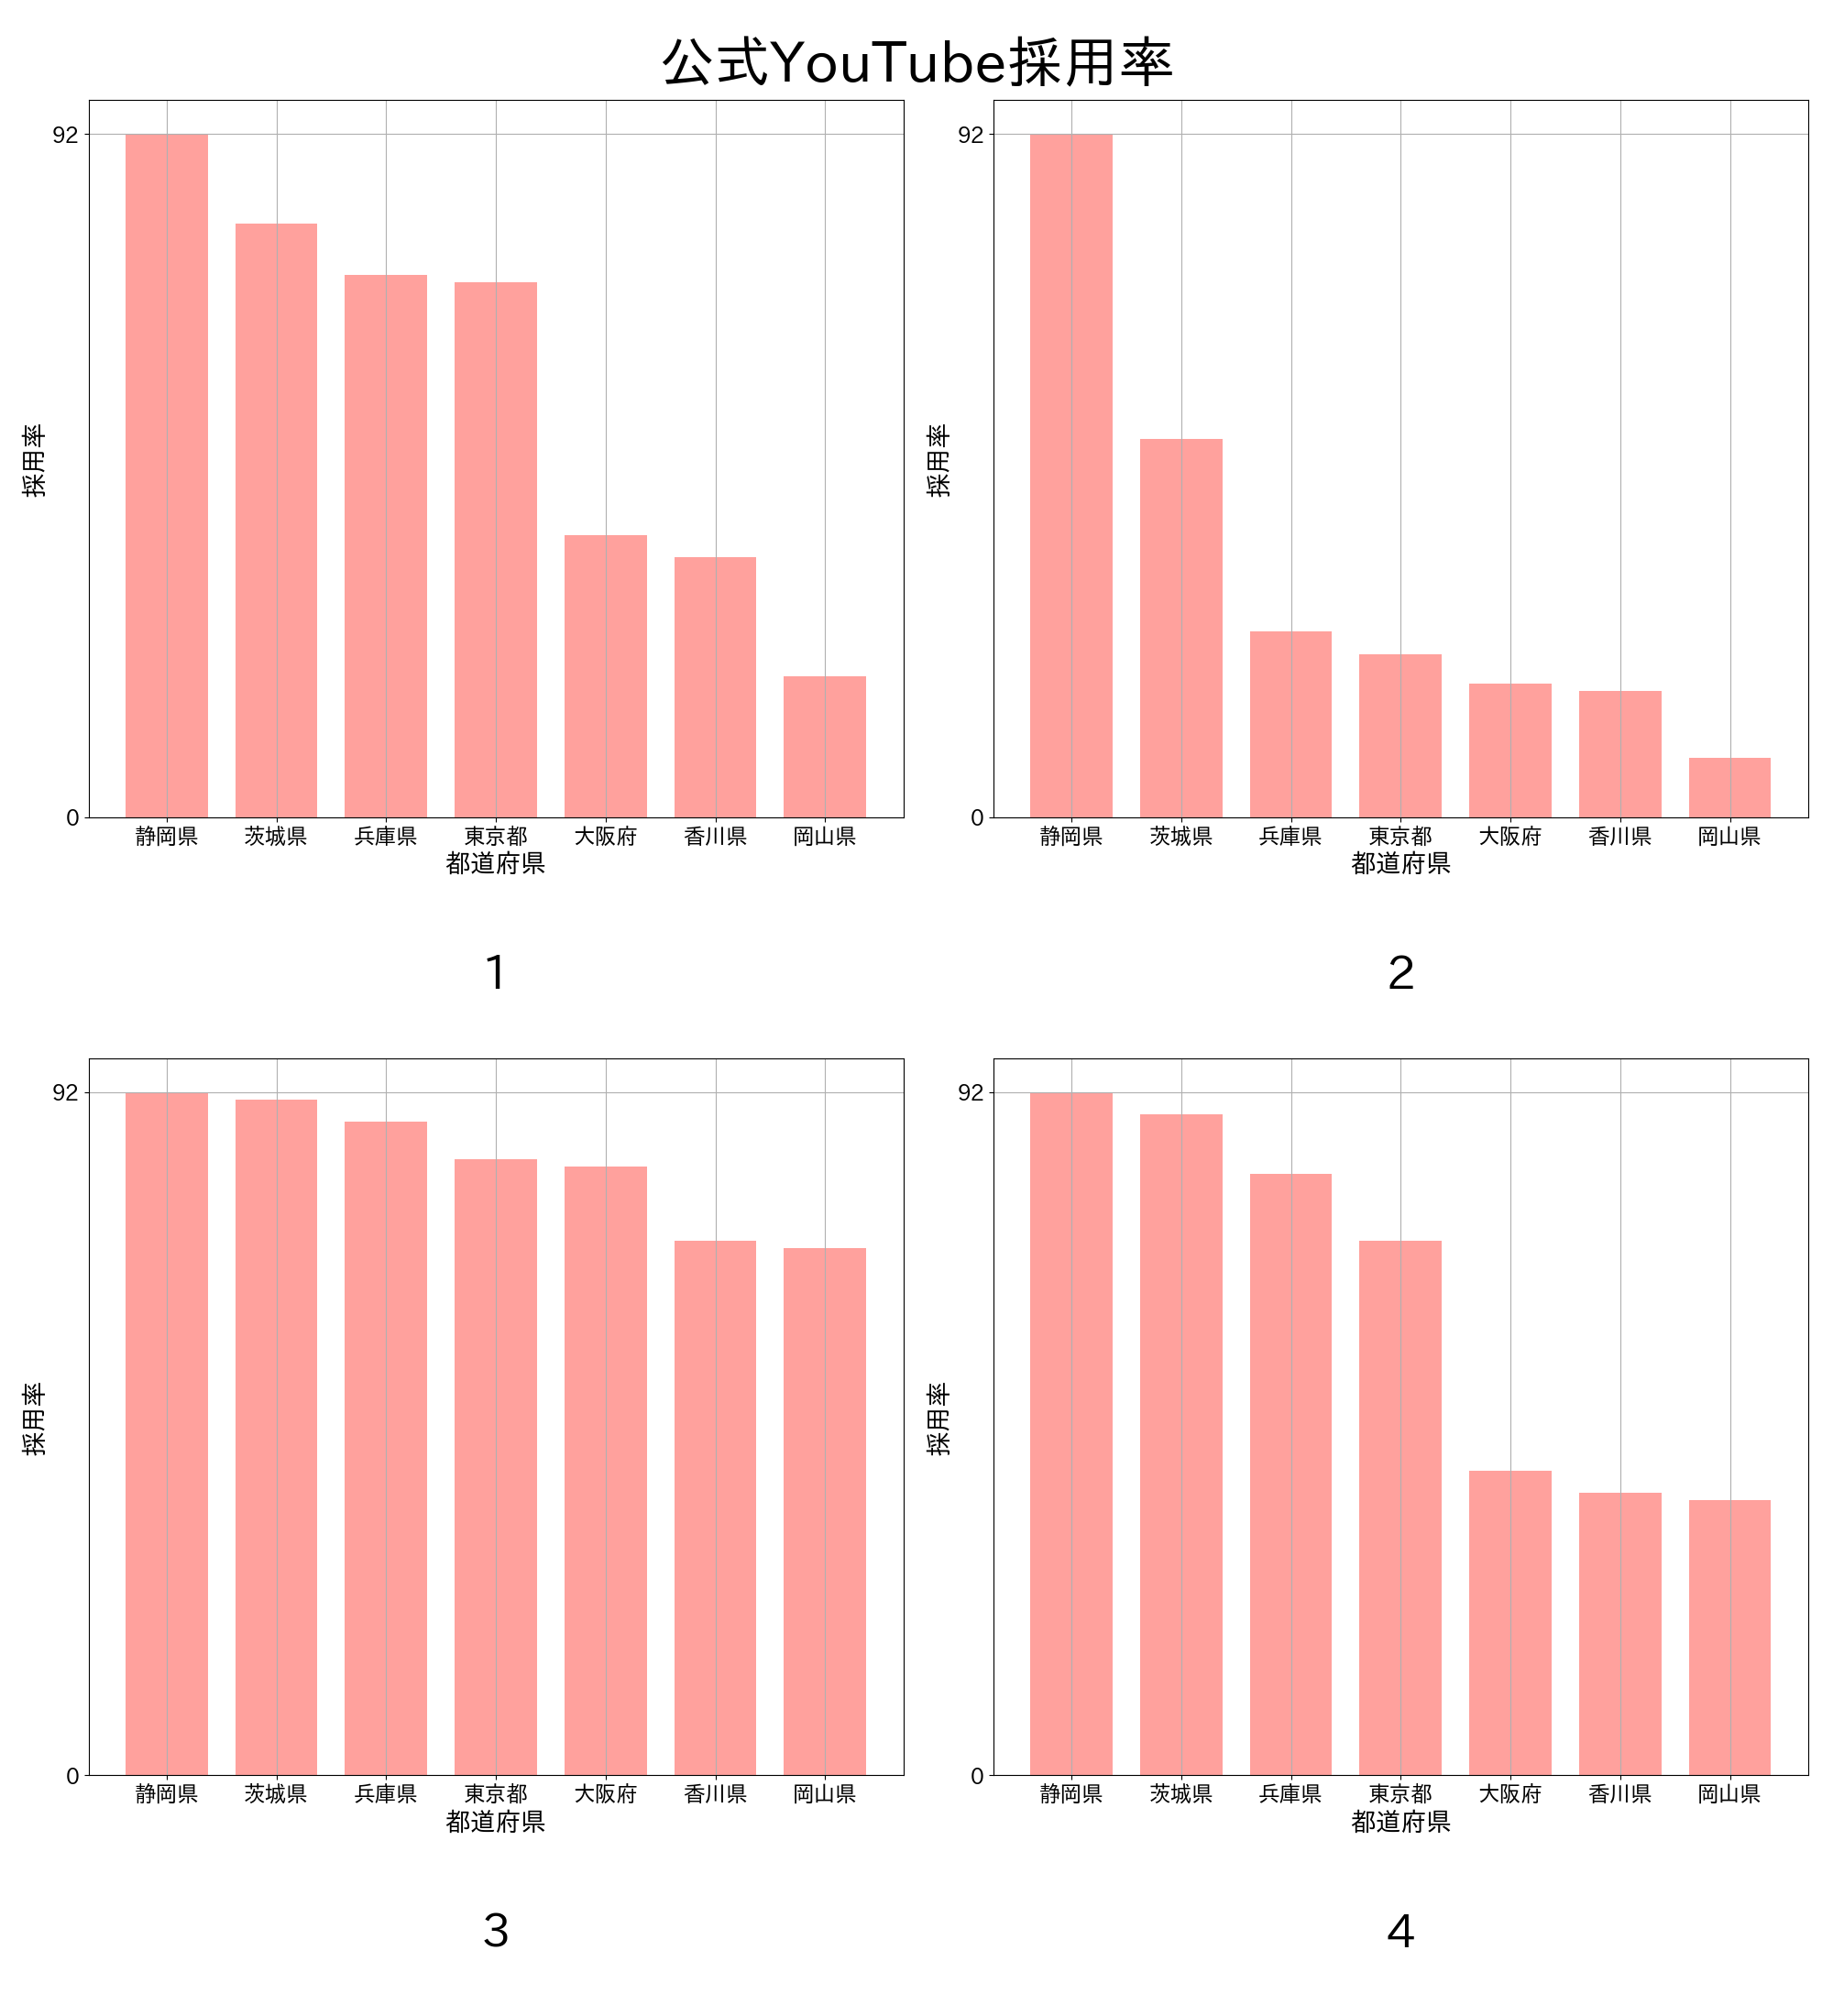 公式YouTube採用率
92
0
採用率
静岡県 茨城県 兵庫県 東京都 大阪府 香川県 岡山県
都道府県
1
92
0
採用率
静岡県 茨城県 兵庫県 東京都 大阪府 香川県 岡山県
都道府県
2
92
0
採用率
静岡県 茨城県 兵庫県 東京都 大阪府 香川県 岡山県
都道府県
3
92
0
採用率
静岡県 茨城県 兵庫県 東京都 大阪府 香川県 岡山県
都道府県
4